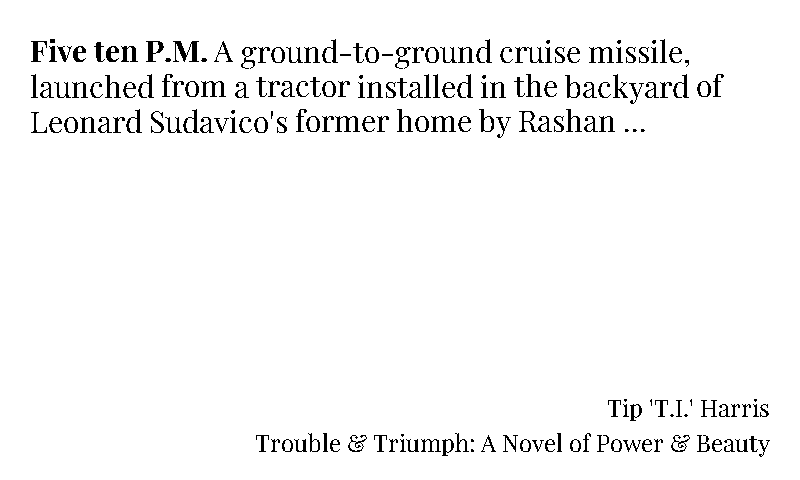 Five ten P.M. A ground-to-ground cruise missile,
launched from a tractor installed in the backyard of
Leonard Sudavico's former home by Rashan ...
Tip 'T.I.' Harris
Trouble & Triumph: A Novel of Power & Beauty